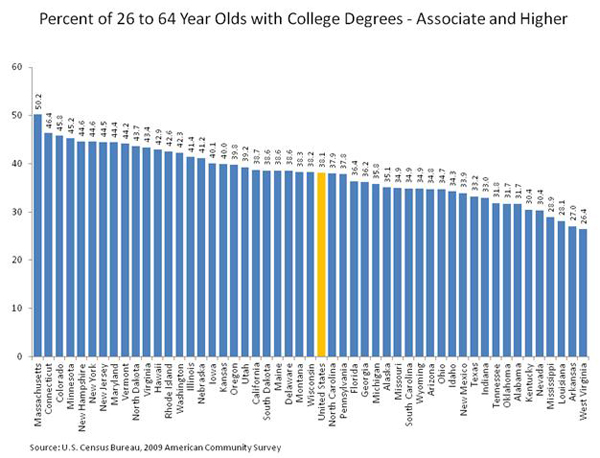 Percent of 26 to 64 Year Olds with College Degrees - Associate and Higher
60
50
40
30
20
10
0
50.2
46.4
45.8
45.2
44.6
44.6
44.5
44.4
44.2
43.7
43.4
42.9
42.6
42.3
41.4
41.2
40.1
40.0
39.8
39.2
38.7
38.6
38.6
38.6
38.3
38.2
38.1
37.9
37.8
36.4
36.2
35.8
35.1
34.9
34.9
34.9
34.8
34.7
34.3
33.9
33.2
33.0
31.8
31.7
31.7
30.4
30.4
28.9
28.1
27.0
26.4
Massachusetts
Connecticut
Colorado
Minnesota
New Hampshire
New York
New Jersey
Maryland
Vermont
North Dakota
Virginia
Hawaii
Rhode Island
Washington
Illinois
Nebraska
Iowa
Kansas
Oregon
Utah
California
South Dakota
Maine
Delaware
Montana
Wisconsin
United States
North Carolina
Pennsylvania
Florida
Georgia
Michigan
Alaska
Missouri
South Carolina
Wyoming
Arizona
Ohio
Idaho
New Mexico
Texas
Indiana
Tennessee
Oklahoma
Alabama
Kentucky
Nevada
Mississippi
Louisiana
Arkansas
West Virginia
Source: U.S. Census Bureau, 2009 American Community Survey